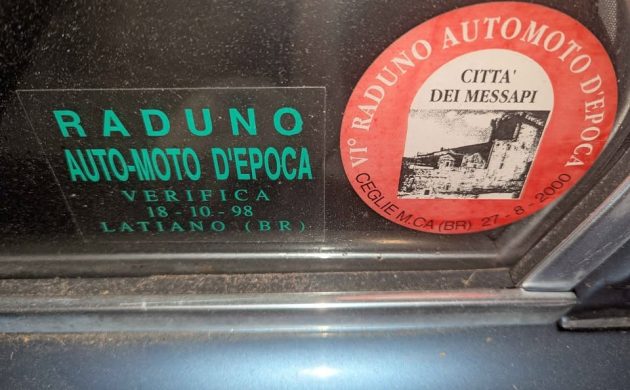 RADUNO
AUTO-MOTO D'EPOCA
VERIFICA
18-10-98
LATIANO (BR)
VI° RADUNO AUTOMOTO D'EPOCA
CITTA'
DEI MESSAPI
CEGLIE M.CA (BR) 27-8-2000